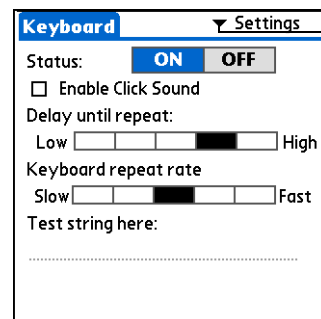 Keyboard Settings
Status: ON OFF
Enable Click Sound
Delay until repeat:
Low High
Keyboard repeat rate
Slow Fast
Test string here: